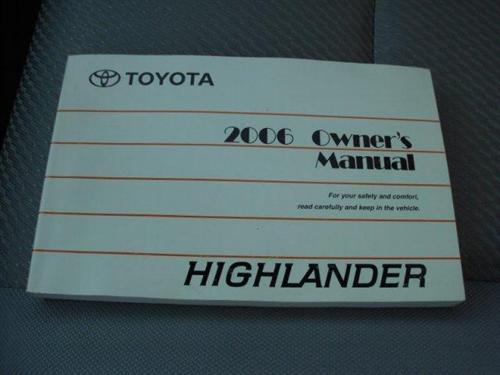 TOYOTA
2006 Owner's
Manual
For your safety and comfort,
read carefully and keep in the vehicle.
HIGHLANDER